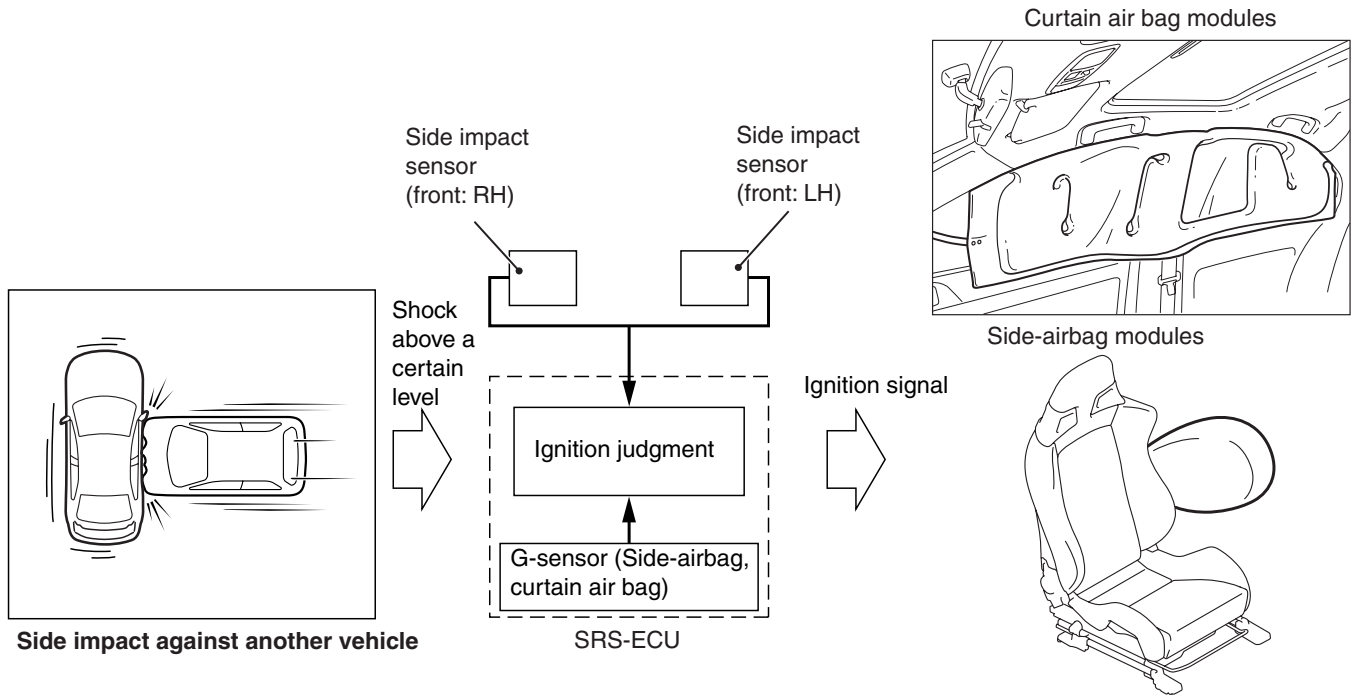 Curtain air bag modules
Side impact
sensor
(front: RH)
Side impact
sensor
(front: LH)
Shock
above a
certain
level
Side-airbag modules
Ignition signal
Ignition judgment
G-sensor (Side-airbag,
curtain air bag)
Side impact against another vehicle
SRS-ECU